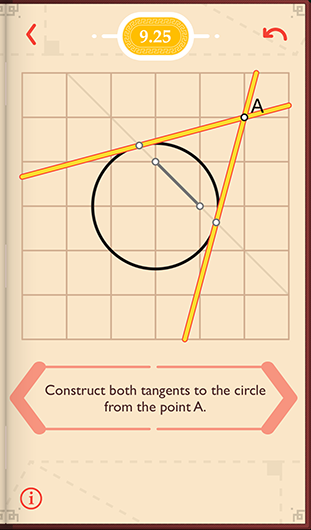 9.25
A
Construct both tangents to the circle
from the point A.
i